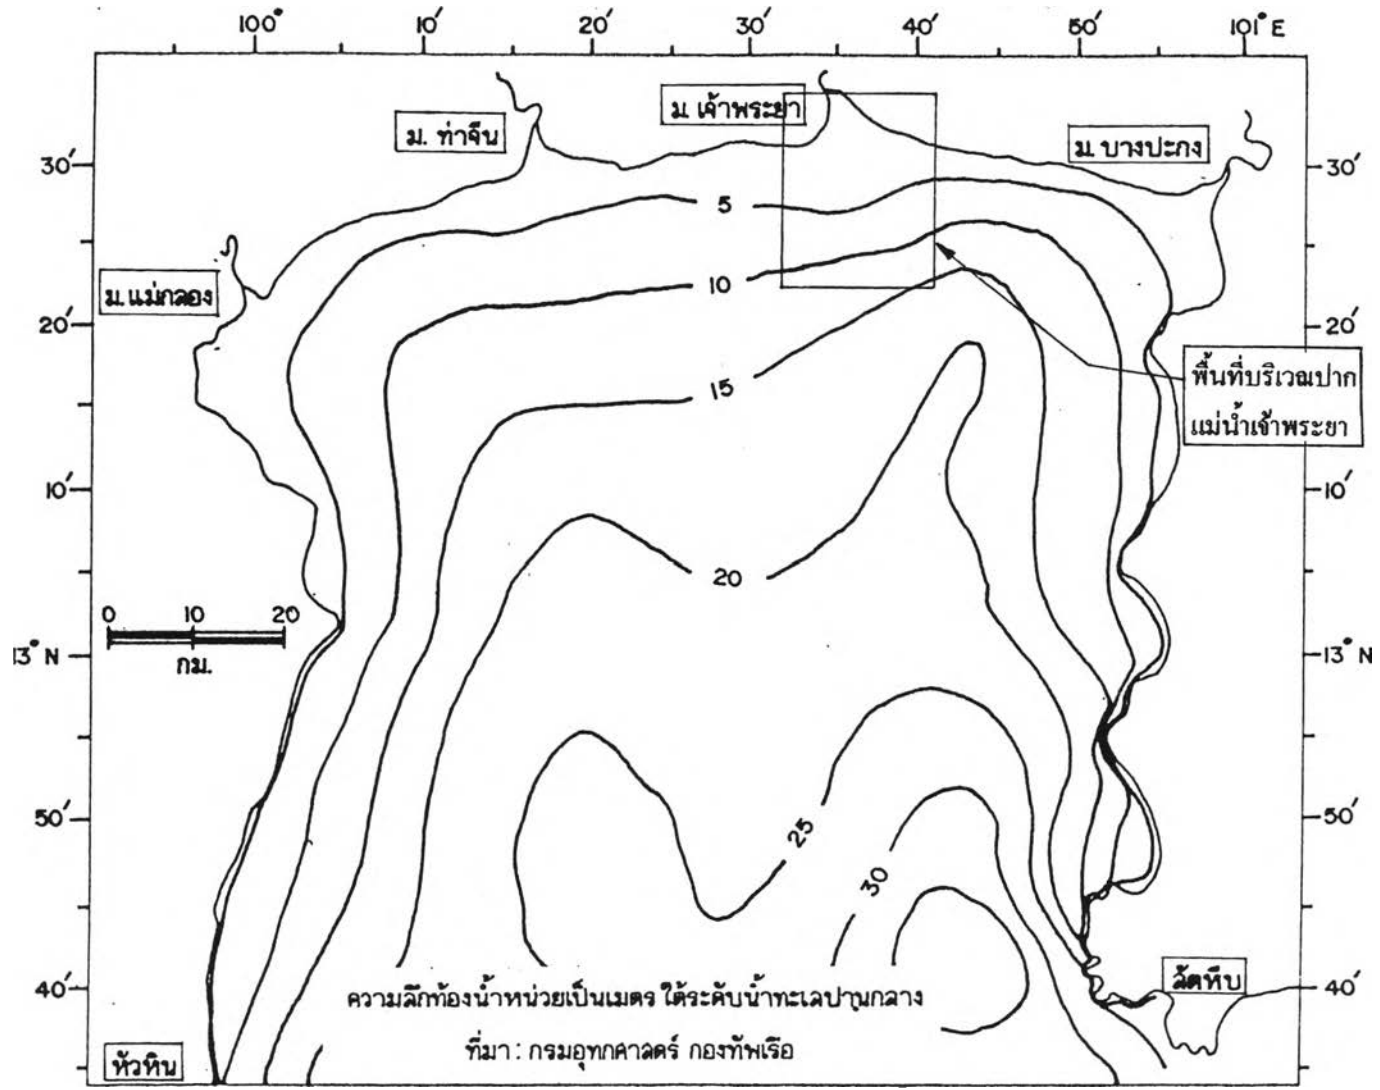 100° 10′ 20′ 30′ 40′ 50′ 101° E
ม. เจ้าพระยา
ม. ท่าจีน
ม. บางปะกง
30′ 30′
5
ม. แม่กลอง
10
20′ 20′
15
พื้นที่บริเวณปาก
แม่น้ำเจ้าพระยา
10′ 10′
20
0 10 20
กม.
13° N 13° N
50′ 50′
25
30
สัตหีบ
40′ 40′
ความลึกท้องน้ำหน่วยเป็นเมตร ใต้ระดับน้ำทะเลปานกลาง
ที่มา : กรมอุทกศาสตร์ กองทัพเรือ
หัวหิน